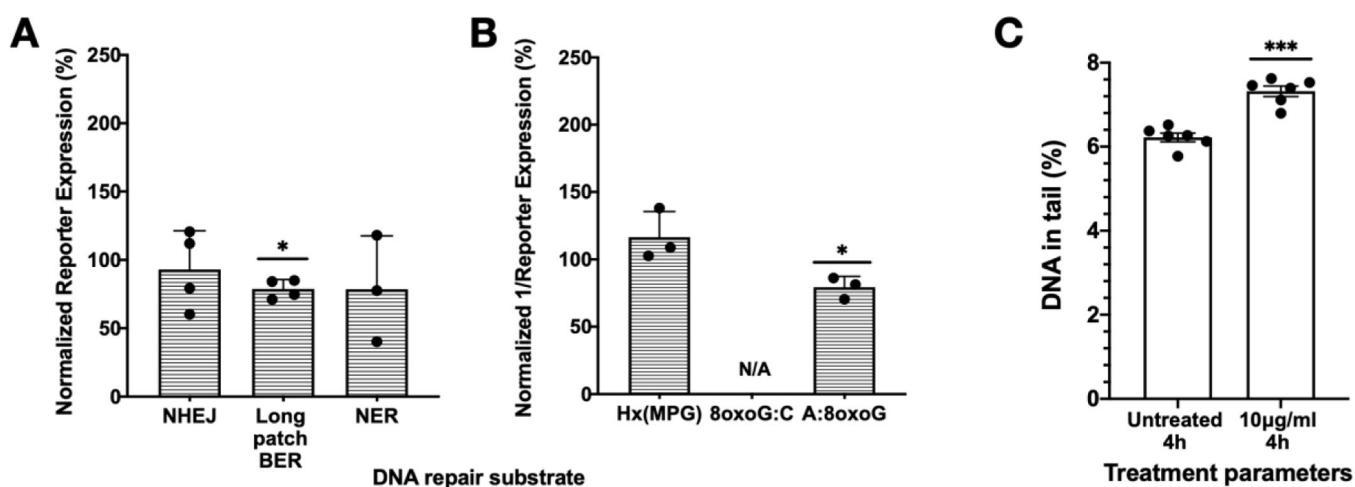 A
Normalized Reporter Expression (%)
250
200
150
100
50
0
*
NHEJ
Long
patch
BER
NER
B
Normalized 1/Reporter Expression (%)
250
200
150
100
50
0
N/A
*
Hx(MPG)
8oxoG:C
A:8oxoG
DNA repair substrate
C
DNA in tail (%)
8
6
4
2
0
***
Untreated
4h
10µg/ml
4h
Treatment parameters